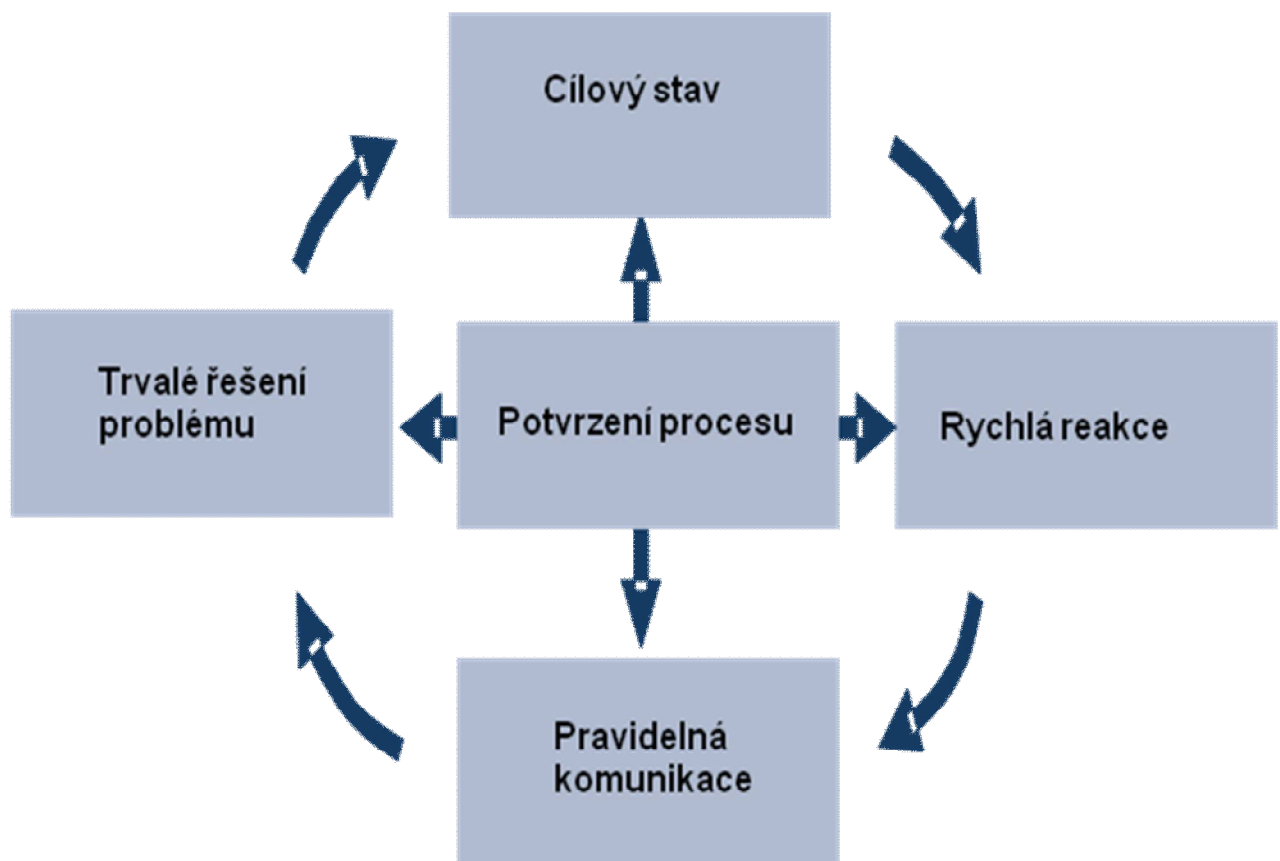 Cílový stav
Trvalé řešení
problému
Potvrzení procesu
Rychlá reakce
Pravidelná
komunikace